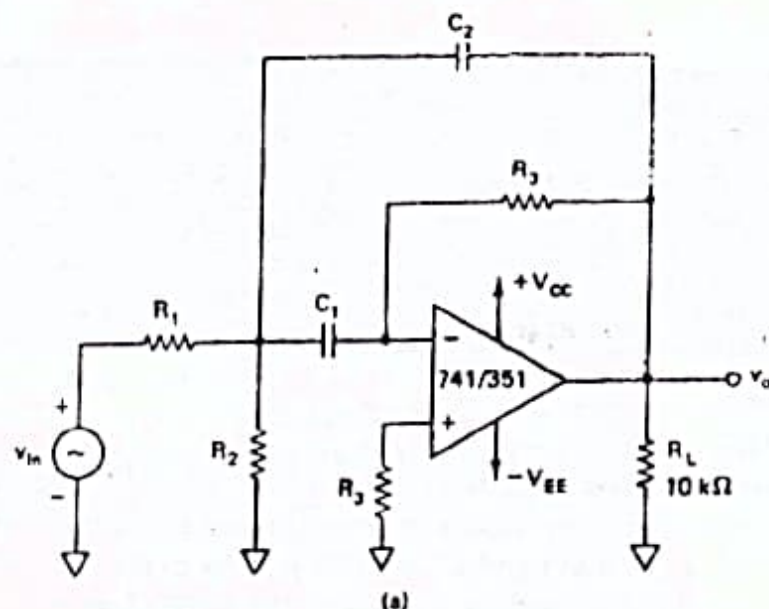 C2
R3
+VCC
R1
C1
−
741/351
vo
+
vin
~
−
R2
+
R3
−VEE
RL
10 kΩ
(a)